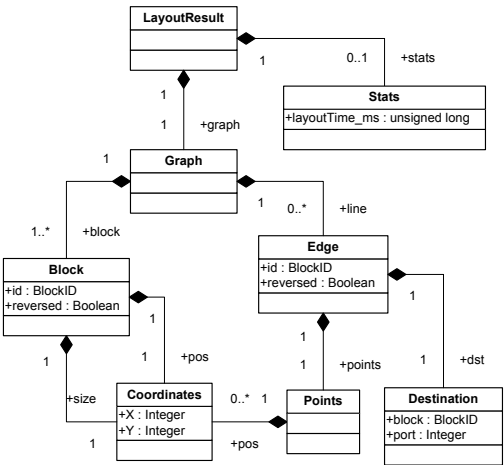 LayoutResult
1
0..1
+stats
1
1
+graph
Stats
+layoutTime_ms : unsigned long
Graph
1
1
1..*
+block
0..*
+line
Block
+id : BlockID
+reversed : Boolean
Edge
+id : BlockID
+reversed : Boolean
1
1
1
+pos
1
1
+points
1
1
+dst
+size
1
Coordinates
+X : Integer
+Y : Integer
0..*
1
+pos
Points
Destination
+block : BlockID
+port : Integer